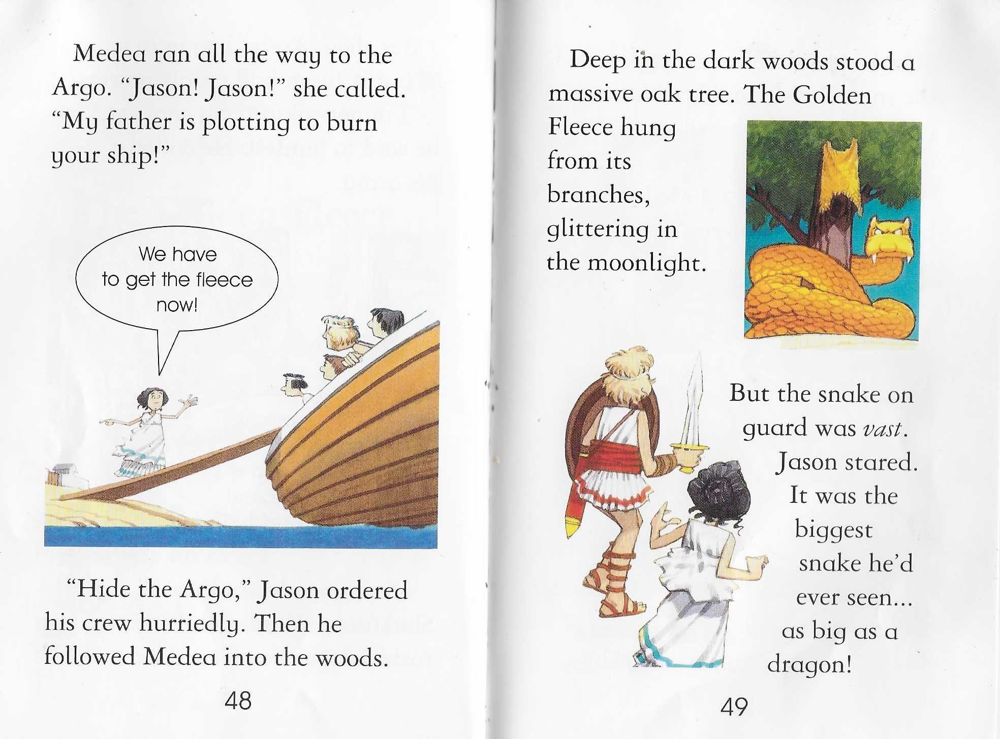 Medea ran all the way to the
Argo. “Jason! Jason!” she called.
“My father is plotting to burn
your ship!”
We have
to get the fleece
now!
“Hide the Argo,” Jason ordered
his crew hurriedly. Then he
followed Medea into the woods.
48
Deep in the dark woods stood a
massive oak tree. The Golden
Fleece hung
from its
branches,
glittering in
the moonlight.
But the snake on
guard was vast.
Jason stared.
It was the
biggest
snake he’d
ever seen...
as big as a
dragon!
49